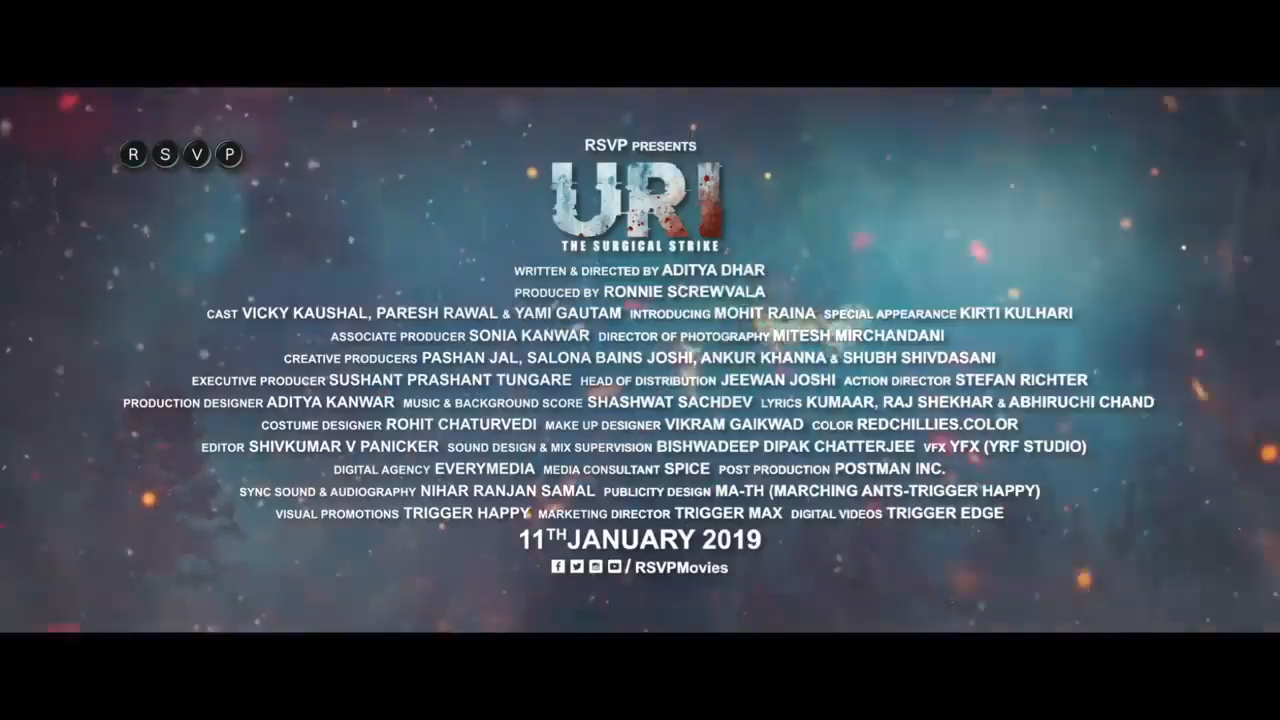 R S V P
RSVP PRESENTS
URI
THE SURGICAL STRIKE
WRITTEN & DIRECTED BY ADITYA DHAR
PRODUCED BY RONNIE SCREWVALA
CAST VICKY KAUSHAL, PARESH RAWAL & YAMI GAUTAM INTRODUCING MOHIT RAINA SPECIAL APPEARANCE KIRTI KULHARI
ASSOCIATE PRODUCER SONIA KANWAR DIRECTOR OF PHOTOGRAPHY MITESH MIRCHANDANI
CREATIVE PRODUCERS PASHAN JAL, SALONA BAINS JOSHI, ANKUR KHANNA & SHUBH SHIVDASANI
EXECUTIVE PRODUCER SUSHANT PRASHANT TUNGARE HEAD OF DISTRIBUTION JEEWAN JOSHI ACTION DIRECTOR STEFAN RICHTER
PRODUCTION DESIGNER ADITYA KANWAR MUSIC & BACKGROUND SCORE SHASHWAT SACHDEV LYRICS KUMAAR, RAJ SHEKHAR & ABHIRUCHI CHAND
COSTUME DESIGNER ROHIT CHATURVEDI MAKE UP DESIGNER VIKRAM GAIKWAD COLOR REDCHILLIES.COLOR
EDITOR SHIVKUMAR V PANICKER SOUND DESIGN & MIX SUPERVISION BISHWADEEP DIPAK CHATTERJEE VFX YFX (YRF STUDIO)
DIGITAL AGENCY EVERYMEDIA MEDIA CONSULTANT SPICE POST PRODUCTION POSTMAN INC.
SYNC SOUND & AUDIOGRAPHY NIHAR RANJAN SAMAL PUBLICITY DESIGN MA-TH (MARCHING ANTS-TRIGGER HAPPY)
VISUAL PROMOTIONS TRIGGER HAPPY MARKETING DIRECTOR TRIGGER MAX DIGITAL VIDEOS TRIGGER EDGE
11TH JANUARY 2019
/ RSVPMovies